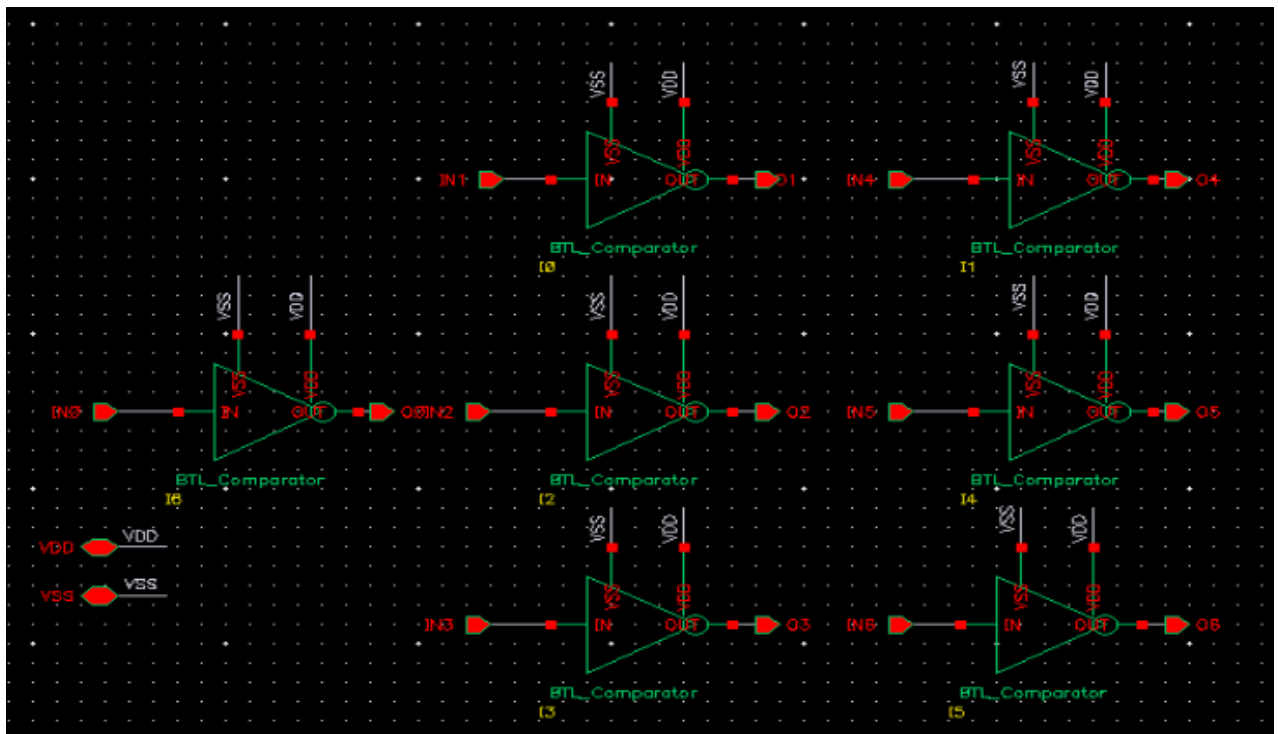 VSS VDD VSS VDD
VSS VDD VSS VDD
IN1 IN OUT O1 IN4 IN OUT O4
BTL_Comparator BTL_Comparator
I0 I1
VSS VDD VSS VDD VSS VDD
VSS VDD VSS VDD VSS VDD
IN0 IN OUT O0 IN2 IN OUT O2 IN5 IN OUT O5
BTL_Comparator BTL_Comparator BTL_Comparator
I6 I2 I4
VSS VDD VSS VDD
VDD VDD
VSS VSS
VSS VDD VSS VDD
IN3 IN OUT O3 IN6 IN OUT O6
BTL_Comparator BTL_Comparator
I3 I5